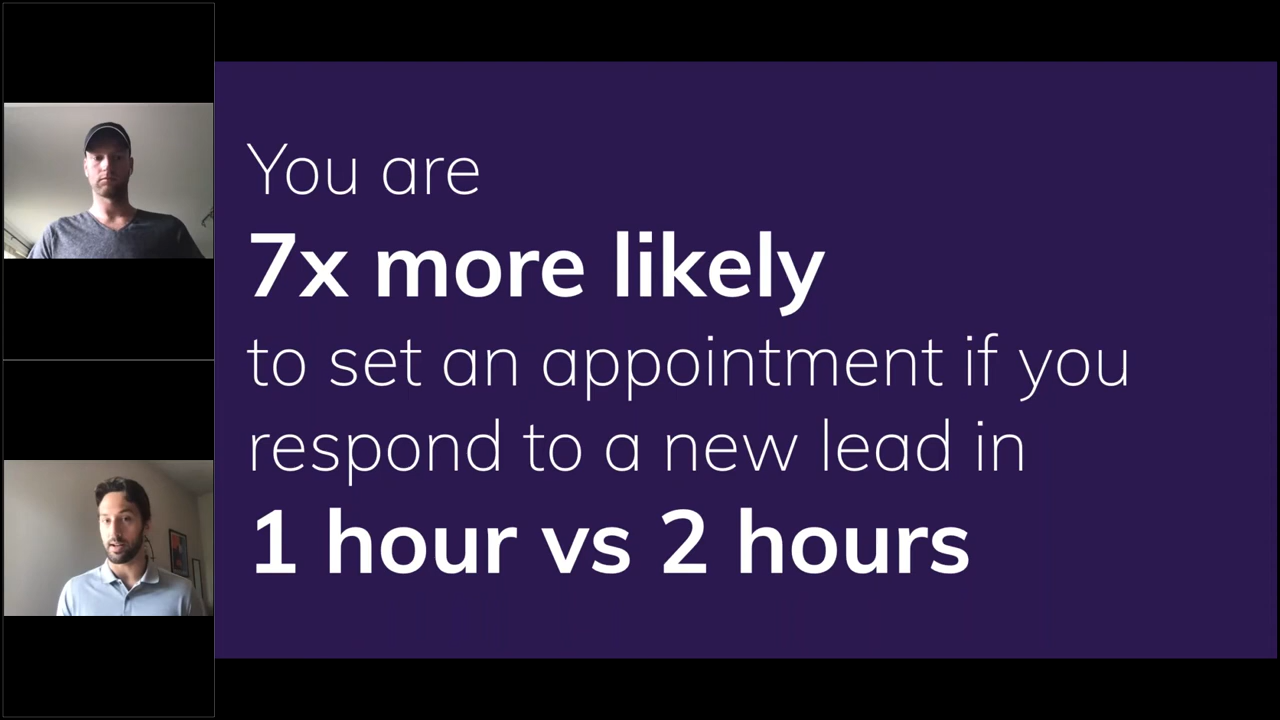 You are
7x more likely
to set an appointment if you
respond to a new lead in
1 hour vs 2 hours